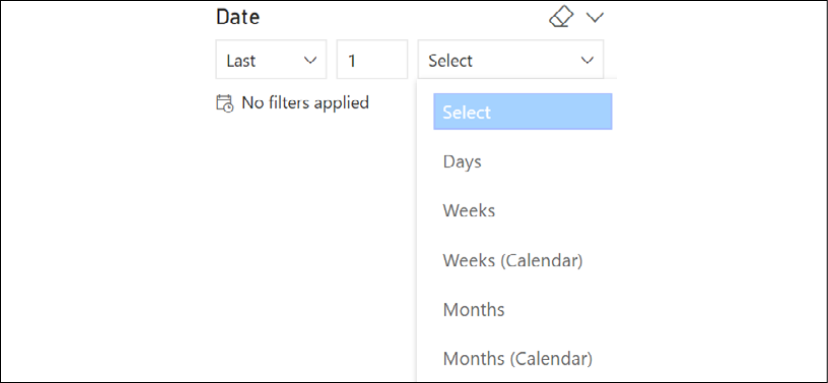 Date
Last 1 Select
No filters applied
Select
Days
Weeks
Weeks (Calendar)
Months
Months (Calendar)